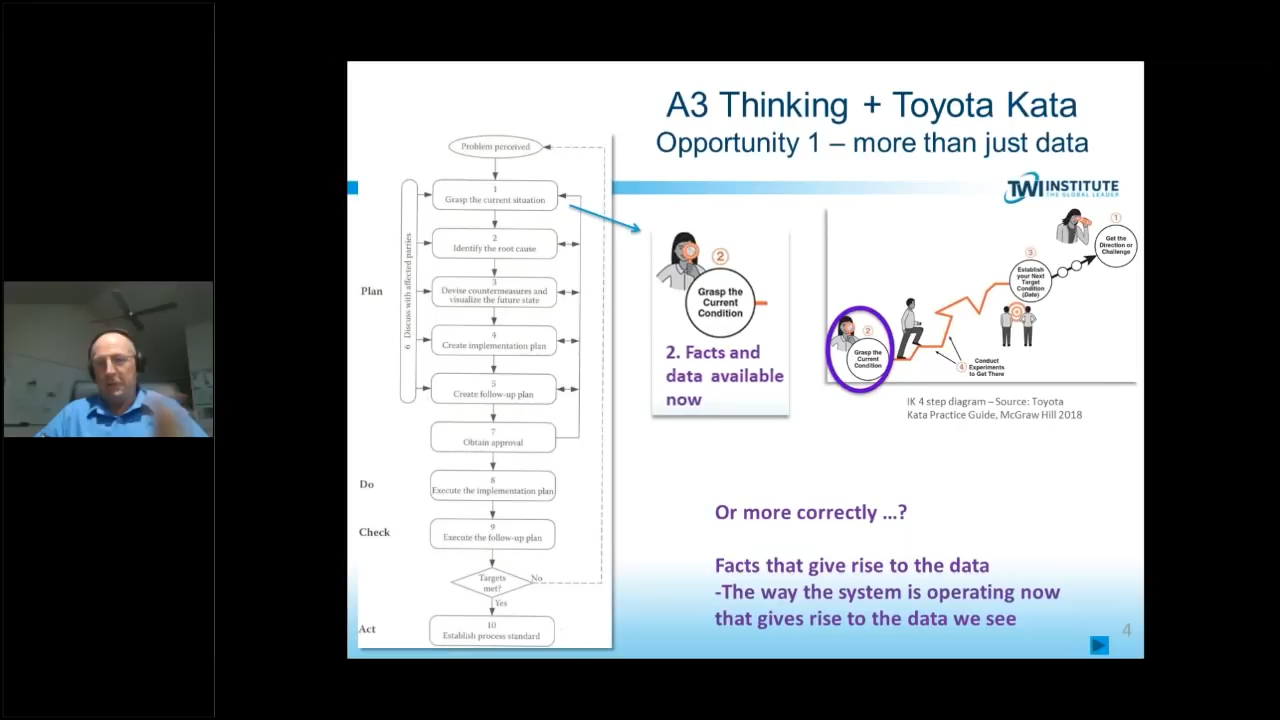 A3 Thinking + Toyota Kata
Opportunity 1 – more than just data
TWI INSTITUTE
THE GLOBAL LEADER
Problem perceived
1
Grasp the current situation
2
Identify the root cause
3
Devise countermeasures and
visualize the future state
4
Create implementation plan
5
Create follow-up plan
6 Discuss with affected parties
Plan
7
Obtain approval
Do
8
Execute the implementation plan
Check
9
Execute the follow-up plan
Targets
met?
No
Yes
Act
10
Establish process standard
2
Grasp the
Current
Condition
2. Facts and
data available
now
1
Get the
Direction or
Challenge
3
Establish
your Next
Target
Condition
(Date)
2
Grasp the
Current
Condition
4
Conduct
Experiments
to Get There
IK 4 step diagram – Source: Toyota
Kata Practice Guide, McGraw Hill 2018
Or more correctly ...?
Facts that give rise to the data
-The way the system is operating now
that gives rise to the data we see
4